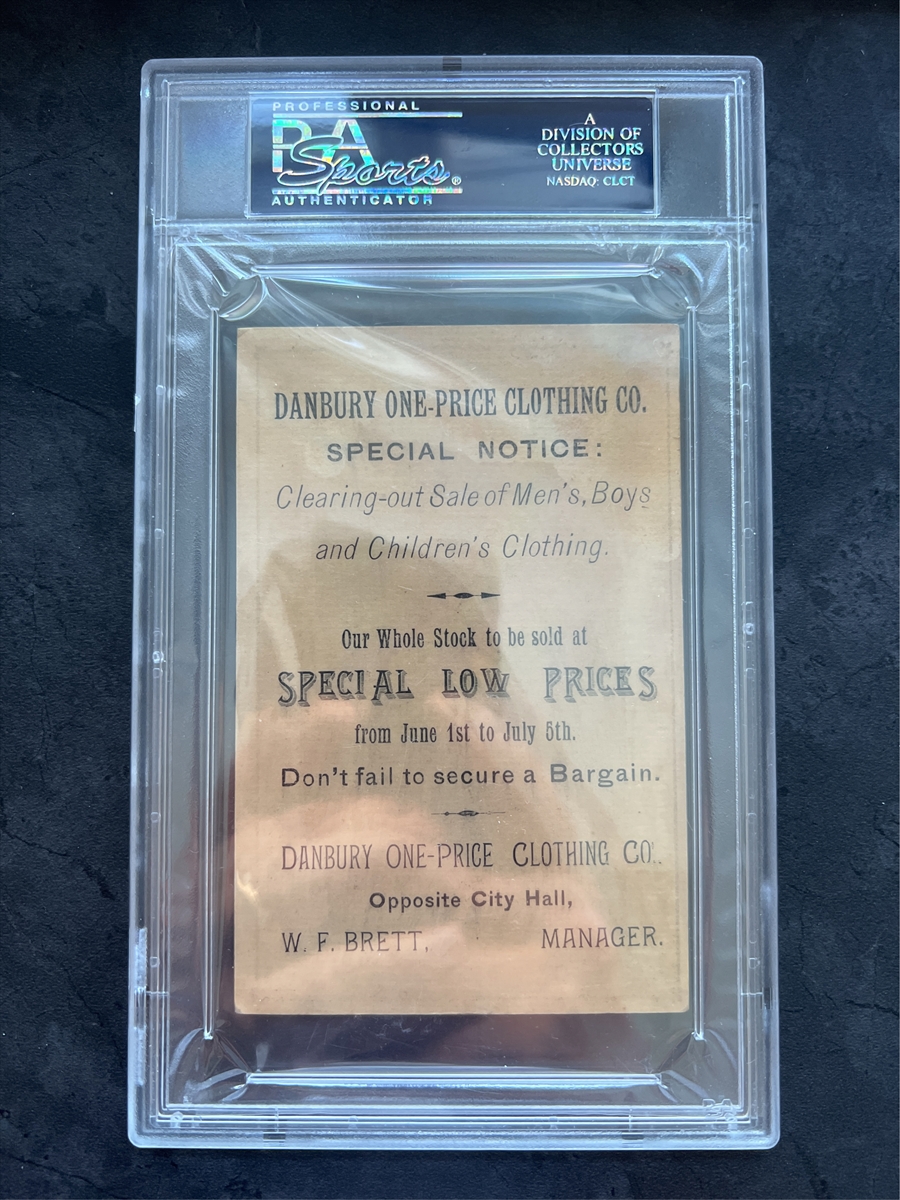 PROFESSIONAL
PSA
Sports®
AUTHENTICATOR
A
DIVISION OF
COLLECTORS
UNIVERSE
NASDAQ: CLCT
DANBURY ONE-PRICE CLOTHING CO.
SPECIAL NOTICE:
Clearing-out Sale of Men's, Boys
and Children's Clothing.
Our Whole Stock to be sold at
SPECIAL LOW PRICES
from June 1st to July 5th.
Don't fail to secure a Bargain.
DANBURY ONE-PRICE CLOTHING CO.
Opposite City Hall,
W. F. BRETT, MANAGER.
PSA